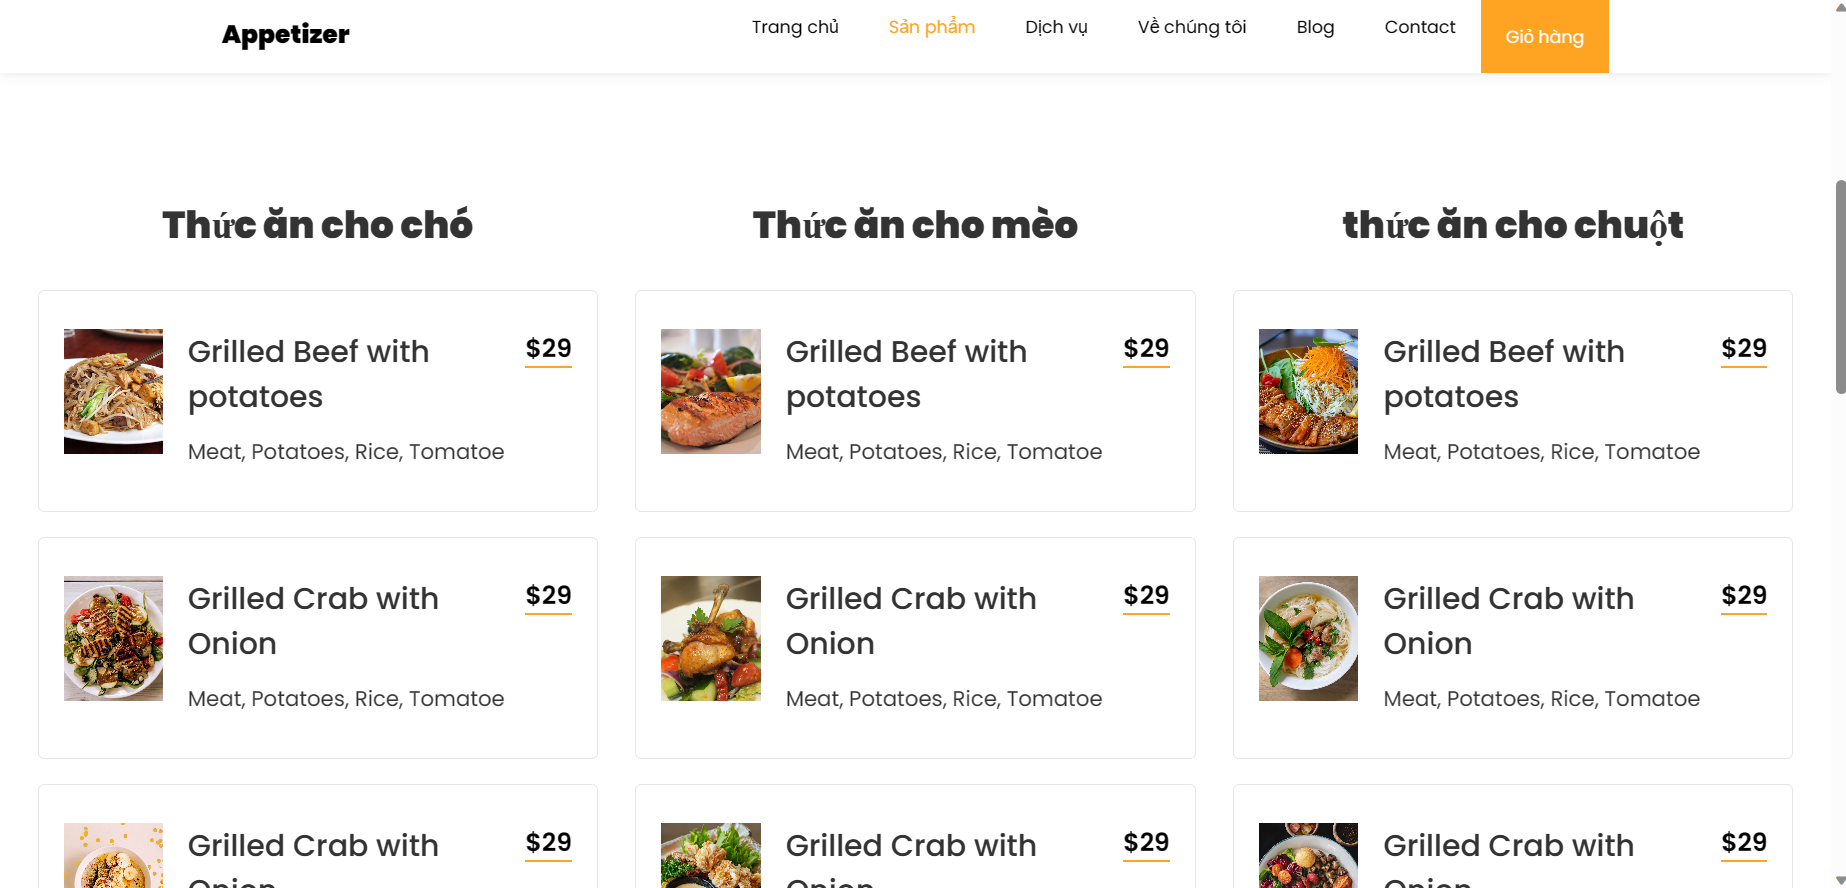 Appetizer
Trang chủ
Sản phẩm
Dịch vụ
Về chúng tôi
Blog
Contact
Giỏ hàng
Thức ăn cho chó
Thức ăn cho mèo
thức ăn cho chuột
Grilled Beef with
potatoes
$29
Meat, Potatoes, Rice, Tomatoe
Grilled Beef with
potatoes
$29
Meat, Potatoes, Rice, Tomatoe
Grilled Beef with
potatoes
$29
Meat, Potatoes, Rice, Tomatoe
Grilled Crab with
Onion
$29
Meat, Potatoes, Rice, Tomatoe
Grilled Crab with
Onion
$29
Meat, Potatoes, Rice, Tomatoe
Grilled Crab with
Onion
$29
Meat, Potatoes, Rice, Tomatoe
Grilled Crab with
Onion
$29
Grilled Crab with
Onion
$29
Grilled Crab with
Onion
$29